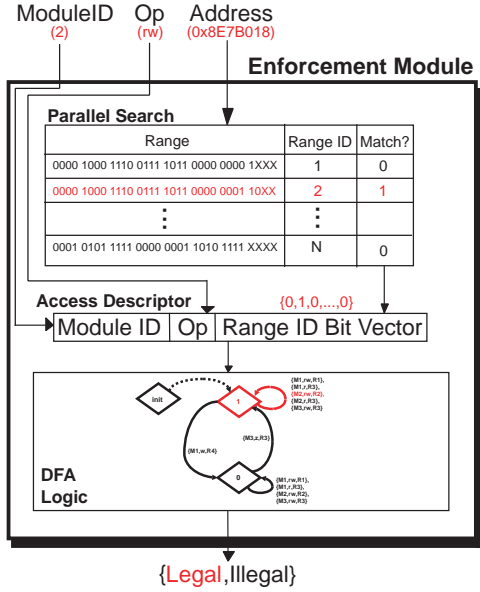 ModuleID Op Address
(2) (rw) (0x8E7B018)
Enforcement Module
Parallel Search
Range Range ID Match?
0000 1000 1110 0111 1011 0000 0000 1XXX 1 0
0000 1000 1110 0111 1011 0000 0001 10XX 2 1
0001 0101 1111 0000 0001 1010 1111 XXXX N 0
Access Descriptor {0,1,0,...,0}
Module ID Op Range ID Bit Vector
init
1
{M1,rw,R1},
{M1,r,R3},
{M2,rw,R2},
{M2,r,R3},
{M3,rw,R3}
{M1,w,R4}
{M3,z,R3}
0
{M1,rw,R1},
{M1,r,R3},
{M2,rw,R2},
{M3,rw,R3}
DFA
Logic
{Legal,Illegal}